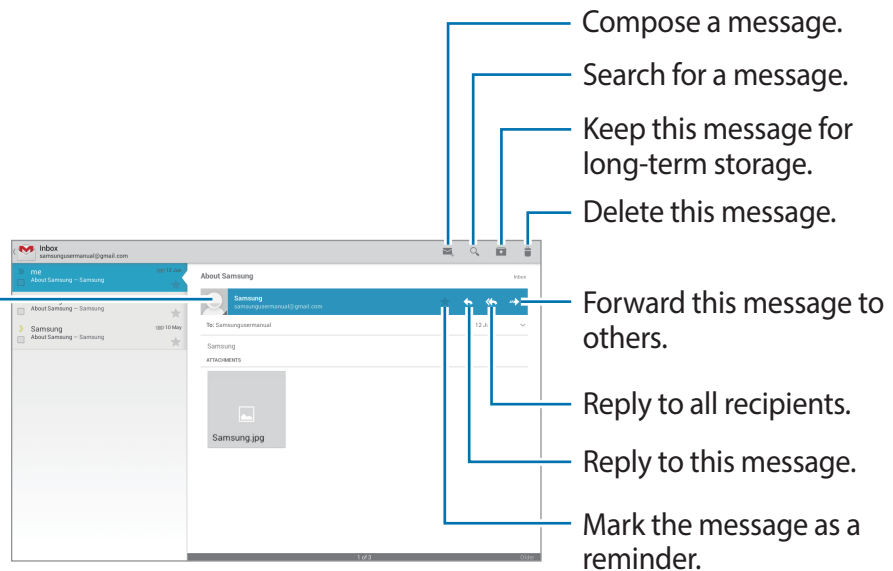 Compose a message.
Search for a message.
Keep this message for
long-term storage.
Delete this message.
Inbox
samsungusermanual@gmail.com
me
12 Jun
About Samsung – Samsung
About Samsung – Samsung
Samsung
10 May
About Samsung – Samsung
About Samsung
Inbox
Samsung
samsungusermanual@gmail.com
To: Samsungusermanual
12 J
Samsung
ATTACHMENTS
Samsung.jpg
1 of 3
Older
Forward this message to
others.
Reply to all recipients.
Reply to this message.
Mark the message as a
reminder.